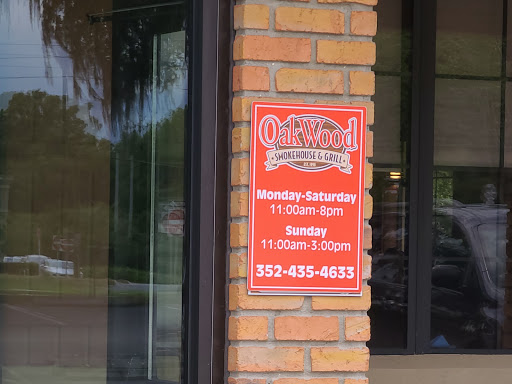 OakWood
SMOKEHOUSE & GRILL
Monday-Saturday
11:00am-8pm
Sunday
11:00am-3:00pm
352-435-4633